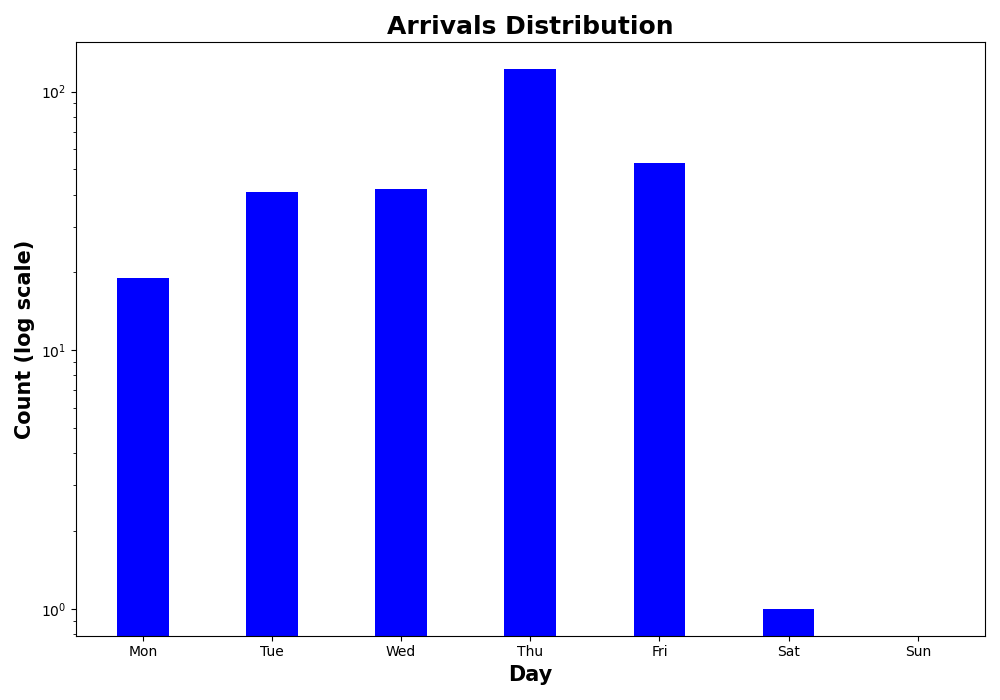 Arrivals Distribution
Count (log scale)
10²
10¹
10⁰
Mon Tue Wed Thu Fri Sat Sun
Day